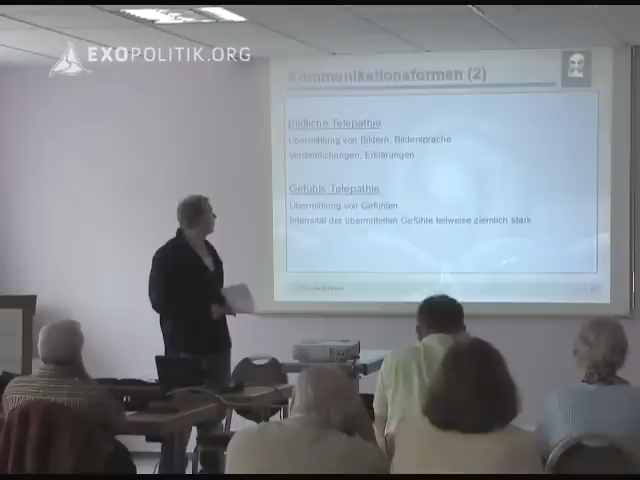 EXOPOLITIK.ORG
Kommunikationsformen (2)
Bildliche Telepathie
Übermittlung von Bildern, Bildersprache
Verdeutlichungen, Erklärungen
Gefühls Telepathie
Übermittlung von Gefühlen
Intensität der übermittelten Gefühle teilweise ziemlich stark